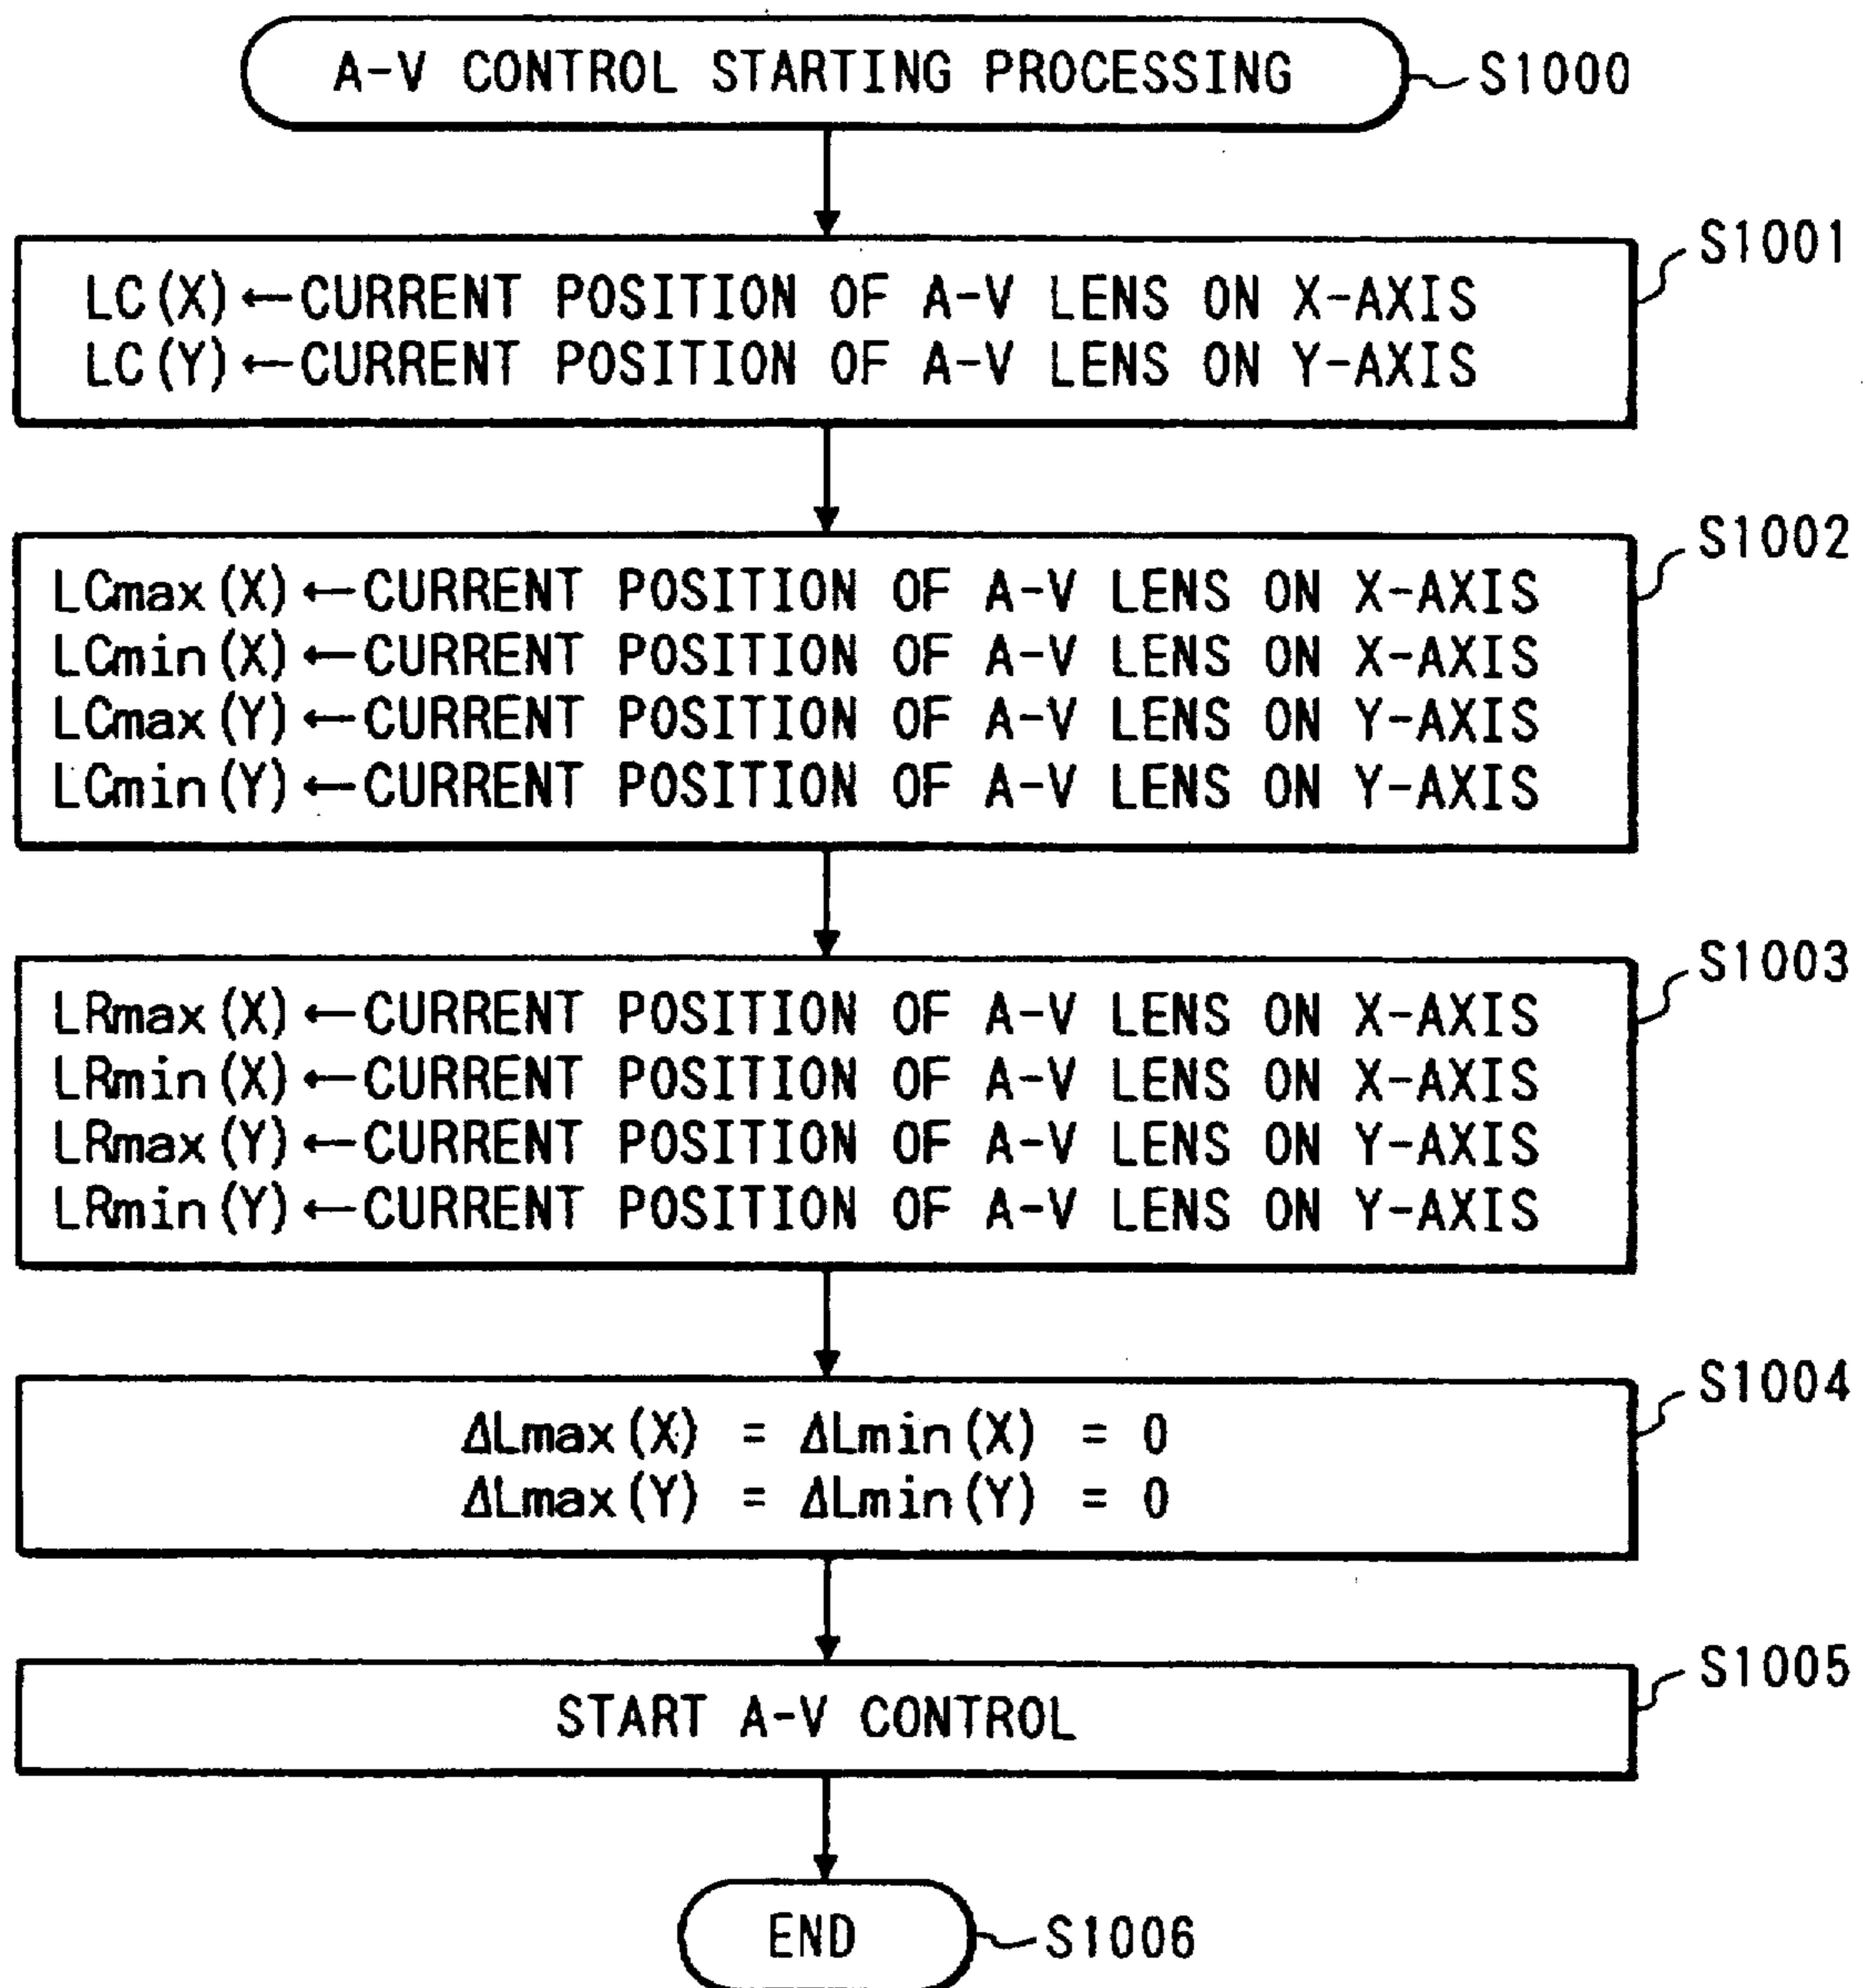 A-V CONTROL STARTING PROCESSING
S1000
S1001
LC(X)←CURRENT POSITION OF A-V LENS ON X-AXIS
LC(Y)←CURRENT POSITION OF A-V LENS ON Y-AXIS
S1002
LCmax(X)←CURRENT POSITION OF A-V LENS ON X-AXIS
LCmin(X)←CURRENT POSITION OF A-V LENS ON X-AXIS
LCmax(Y)←CURRENT POSITION OF A-V LENS ON Y-AXIS
LCmin(Y)←CURRENT POSITION OF A-V LENS ON Y-AXIS
S1003
LRmax(X)←CURRENT POSITION OF A-V LENS ON X-AXIS
LRmin(X)←CURRENT POSITION OF A-V LENS ON X-AXIS
LRmax(Y)←CURRENT POSITION OF A-V LENS ON Y-AXIS
LRmin(Y)←CURRENT POSITION OF A-V LENS ON Y-AXIS
S1004
ΔLmax(X) = ΔLmin(X) = 0
ΔLmax(Y) = ΔLmin(Y) = 0
S1005
START A-V CONTROL
END
S1006